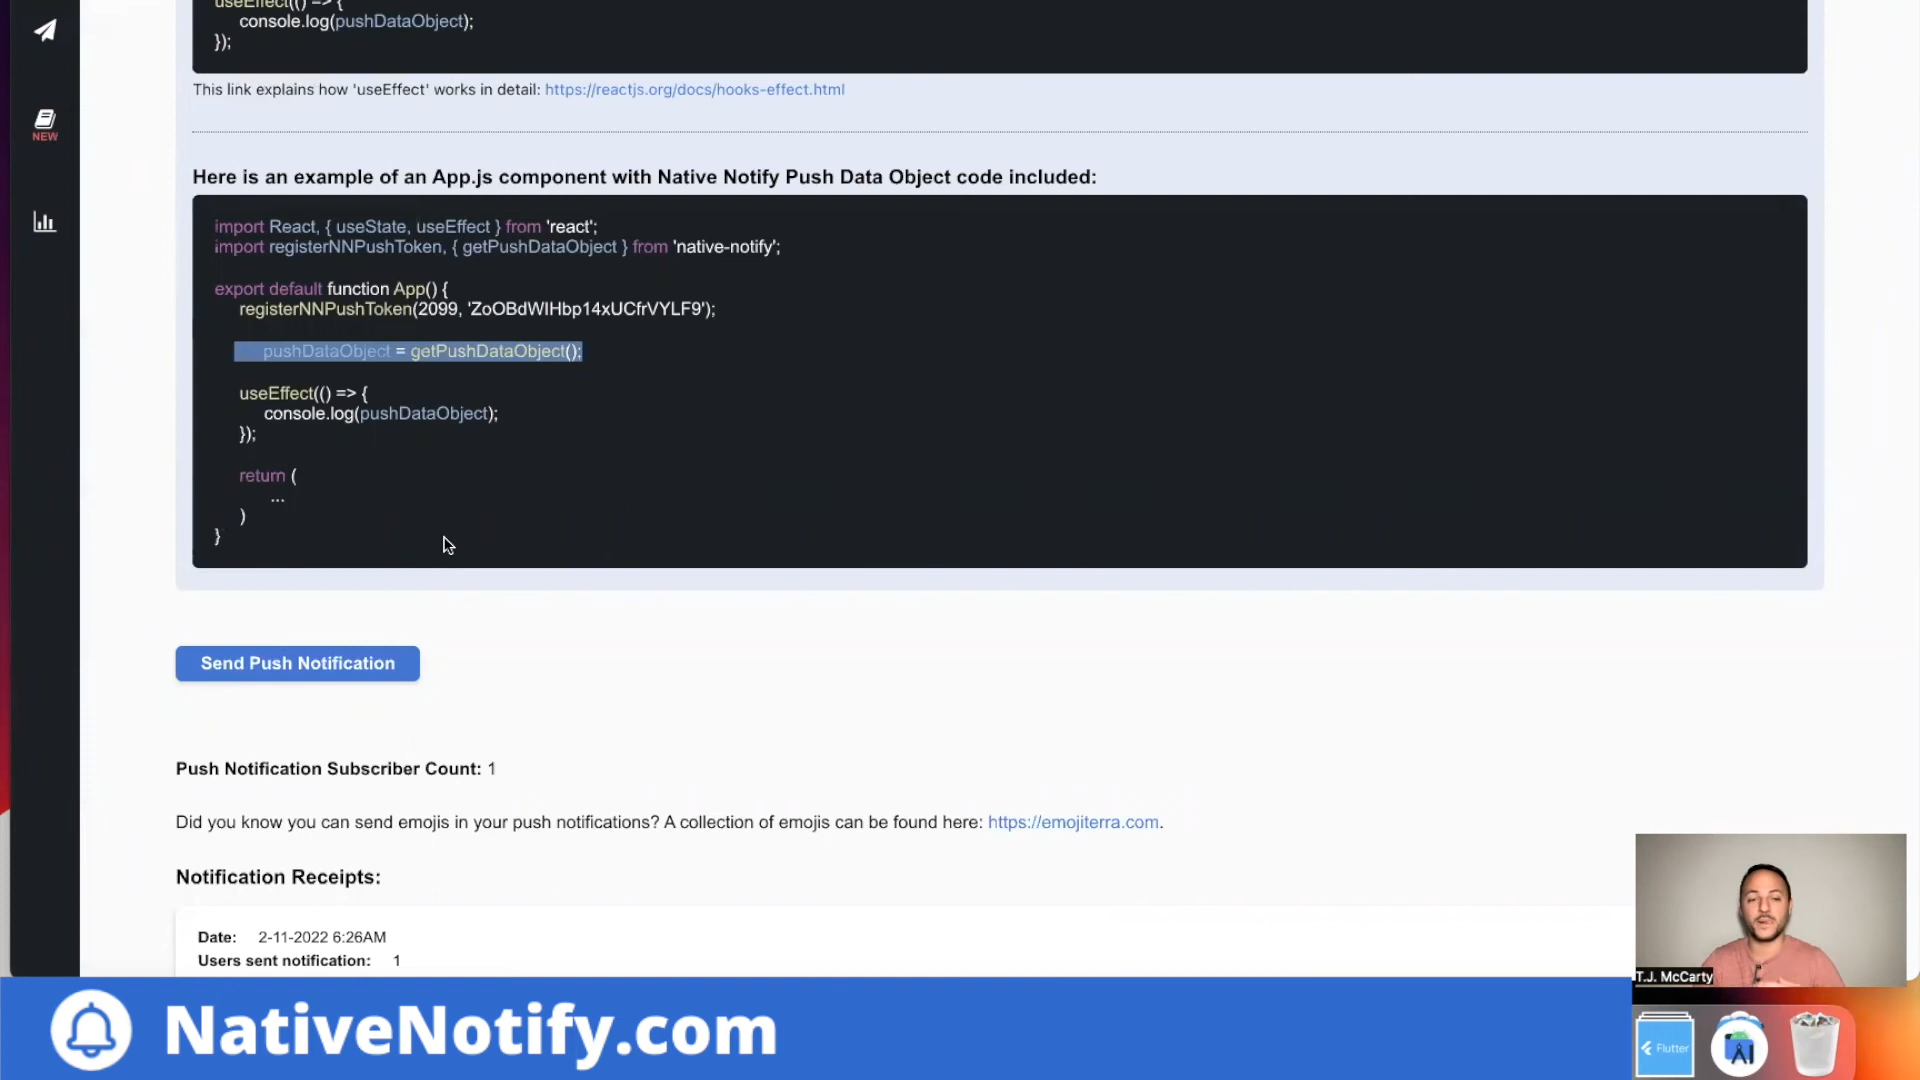 useEffect(() => {
console.log(pushDataObject);
});
This link explains how 'useEffect' works in detail: https://reactjs.org/docs/hooks-effect.html
NEW
Here is an example of an App.js component with Native Notify Push Data Object code included:
import React, { useState, useEffect } from 'react';
import registerNNPushToken, { getPushDataObject } from 'native-notify';
export default function App() {
registerNNPushToken(2099, 'ZoOBdWIHbp14xUCfrVYLF9');
pushDataObject = getPushDataObject();
useEffect(() => {
console.log(pushDataObject);
});
return (
...
)
}
Send Push Notification
Push Notification Subscriber Count: 1
Did you know you can send emojis in your push notifications? A collection of emojis can be found here: https://emojiterra.com.
Notification Receipts:
Date: 2-11-2022 6:26AM
Users sent notification: 1
T.J. McCarty
NativeNotify.com
Flutter